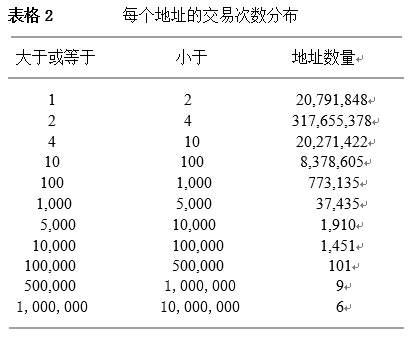 表格 2 每个地址的交易次数分布
大于或等于 小于 地址数量
1 2 20,791,848↵
2 4 317,655,378↵
4 10 20,271,422↵
10 100 8,378,605↵
100 1,000 773,135↵
1,000 5,000 37,435↵
5,000 10,000 1,910↵
10,000 100,000 1,451↵
100,000 500,000 101↵
500,000 1,000,000 9↵
1,000,000 10,000,000 6↵